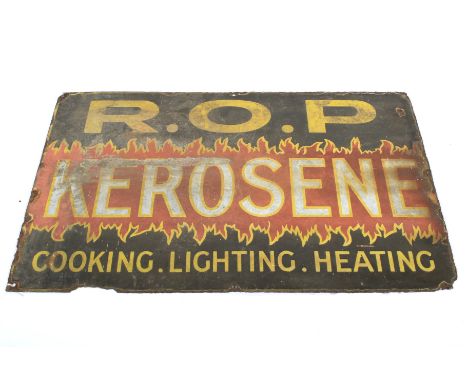 R.O.P
KEROSENE
COOKING. LIGHTING. HEATING